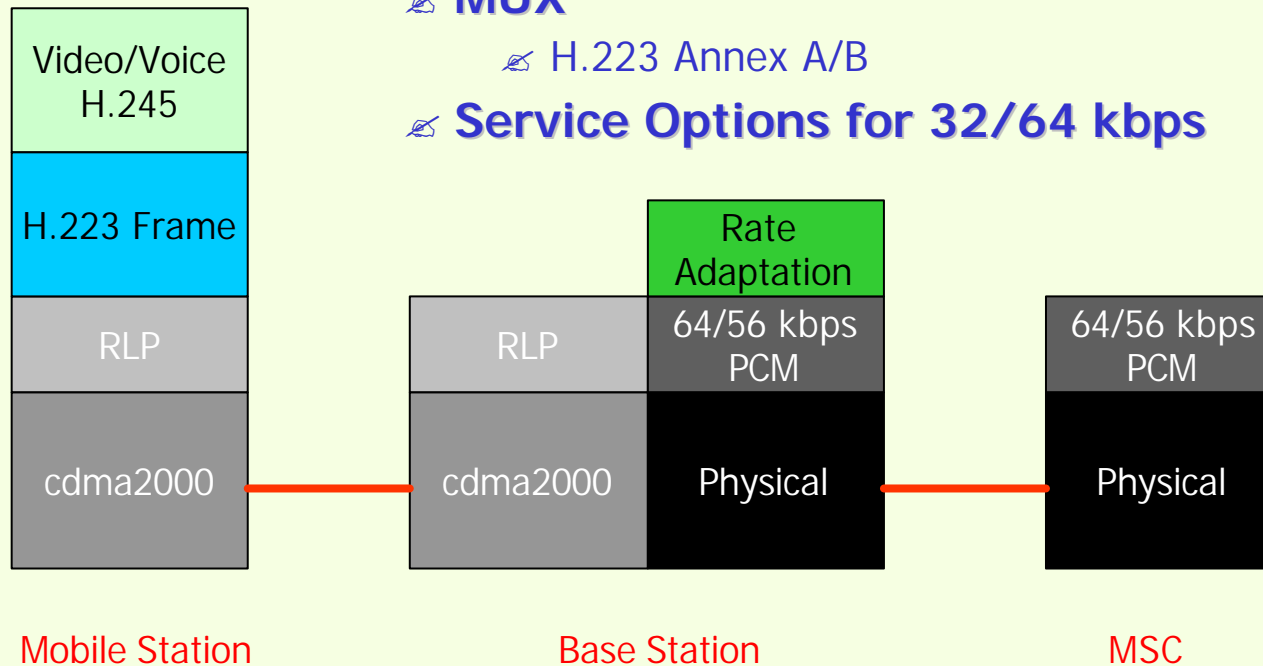 MUX
H.223 Annex A/B
Service Options for 32/64 kbps
Video/Voice
H.245
H.223 Frame
RLP
cdma2000
Rate
Adaptation
RLP
64/56 kbps
PCM
cdma2000
Physical
64/56 kbps
PCM
Physical
Mobile Station
Base Station
MSC